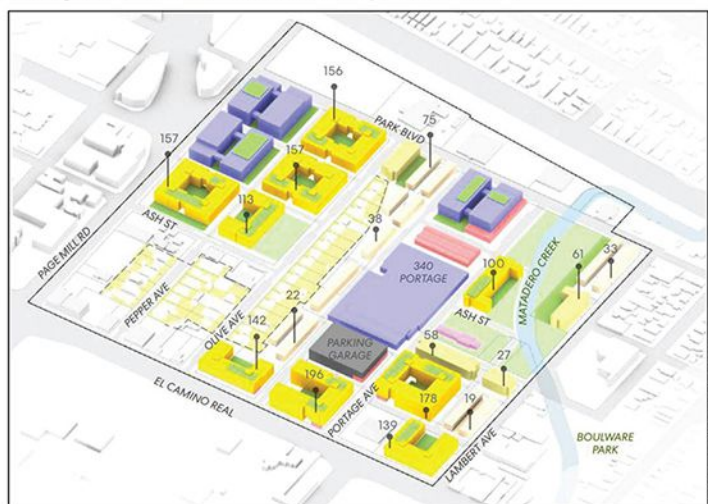 156
PARK BLVD
75
157
157
113
ASH ST
38
340
PORTAGE
100
MATADERO CREEK
61
33
PAGE MILL RD
PEPPER AVE
OLIVE AVE
22
ASH ST
142
PARKING
GARAGE
58
27
EL CAMINO REAL
196
PORTAGE AVE
178
19
139
LAMBERT AVE
BOULWARE
PARK